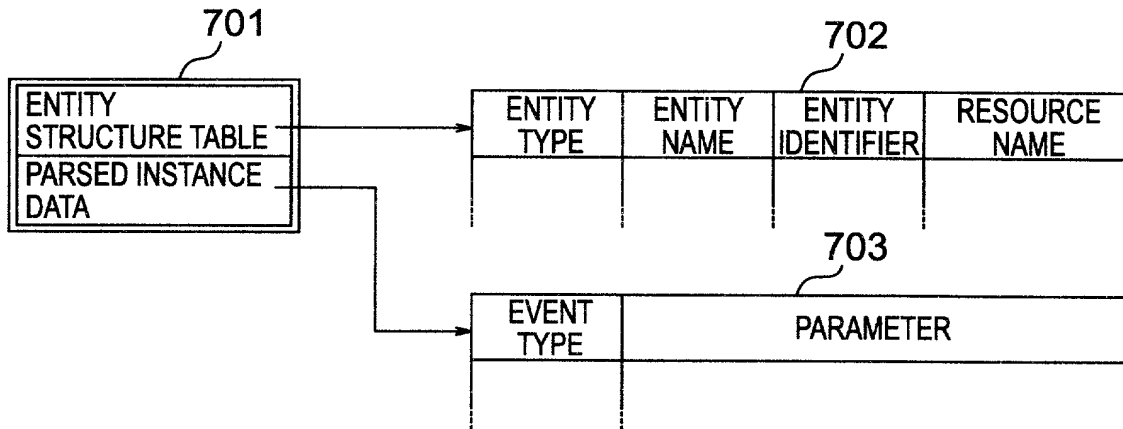 701
ENTITY
STRUCTURE TABLE
PARSED INSTANCE
DATA
702
ENTITY
TYPE
ENTITY
NAME
ENTITY
IDENTIFIER
RESOURCE
NAME
703
EVENT
TYPE
PARAMETER